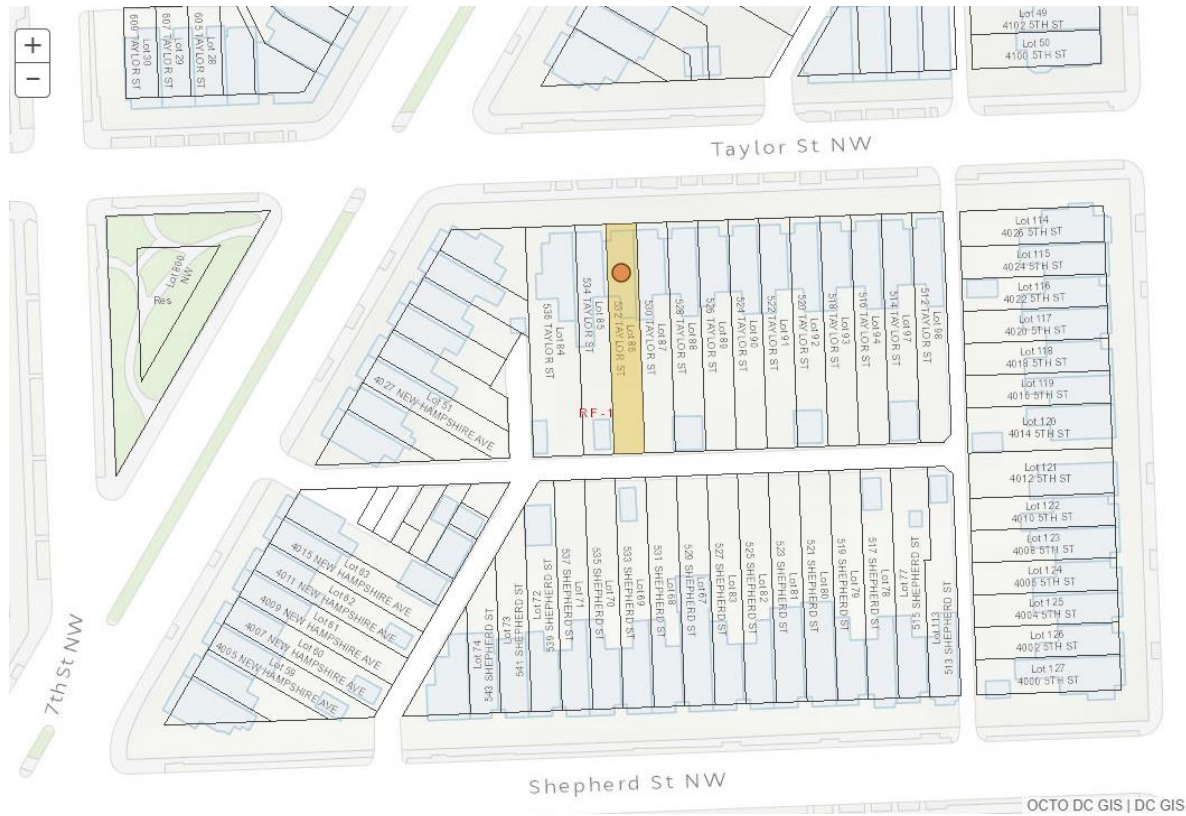 +
−
Lot 30
609 TAYLOR ST
Lot 29
607 TAYLOR ST
Lot 28
605 TAYLOR ST
Lot 49
4102 5TH ST
Lot 50
4100 5TH ST
Taylor St NW
Lot 800
NW
Res
Lot 84
536 TAYLOR ST
Lot 85
534 TAYLOR ST
Lot 86
532 TAYLOR ST
Lot 87
530 TAYLOR ST
Lot 88
528 TAYLOR ST
Lot 89
526 TAYLOR ST
Lot 90
524 TAYLOR ST
Lot 91
522 TAYLOR ST
Lot 92
520 TAYLOR ST
Lot 93
518 TAYLOR ST
Lot 94
516 TAYLOR ST
Lot 97
514 TAYLOR ST
Lot 98
512 TAYLOR ST
Lot 114
4026 5TH ST
Lot 115
4024 5TH ST
Lot 116
4022 5TH ST
Lot 117
4020 5TH ST
Lot 118
4018 5TH ST
Lot 119
4016 5TH ST
Lot 120
4014 5TH ST
Lot 121
4012 5TH ST
Lot 122
4010 5TH ST
Lot 123
4008 5TH ST
Lot 124
4006 5TH ST
Lot 125
4004 5TH ST
Lot 126
4002 5TH ST
Lot 127
4000 5TH ST
Lot 51
4027 NEW HAMPSHIRE AVE
RF-1
Lot 63
4015 NEW HAMPSHIRE AVE
Lot 62
4011 NEW HAMPSHIRE AVE
Lot 61
4009 NEW HAMPSHIRE AVE
Lot 60
4007 NEW HAMPSHIRE AVE
Lot 59
4005 NEW HAMPSHIRE AVE
Lot 74
543 SHEPHERD ST
Lot 73
541 SHEPHERD ST
Lot 72
539 SHEPHERD ST
Lot 71
537 SHEPHERD ST
Lot 70
535 SHEPHERD ST
Lot 69
533 SHEPHERD ST
Lot 68
531 SHEPHERD ST
Lot 67
529 SHEPHERD ST
Lot 83
527 SHEPHERD ST
Lot 82
525 SHEPHERD ST
Lot 81
523 SHEPHERD ST
Lot 80
521 SHEPHERD ST
Lot 79
519 SHEPHERD ST
Lot 78
517 SHEPHERD ST
Lot 77
515 SHEPHERD ST
Lot 113
513 SHEPHERD ST
7th St NW
Shepherd St NW
OCTO DC GIS | DC GIS